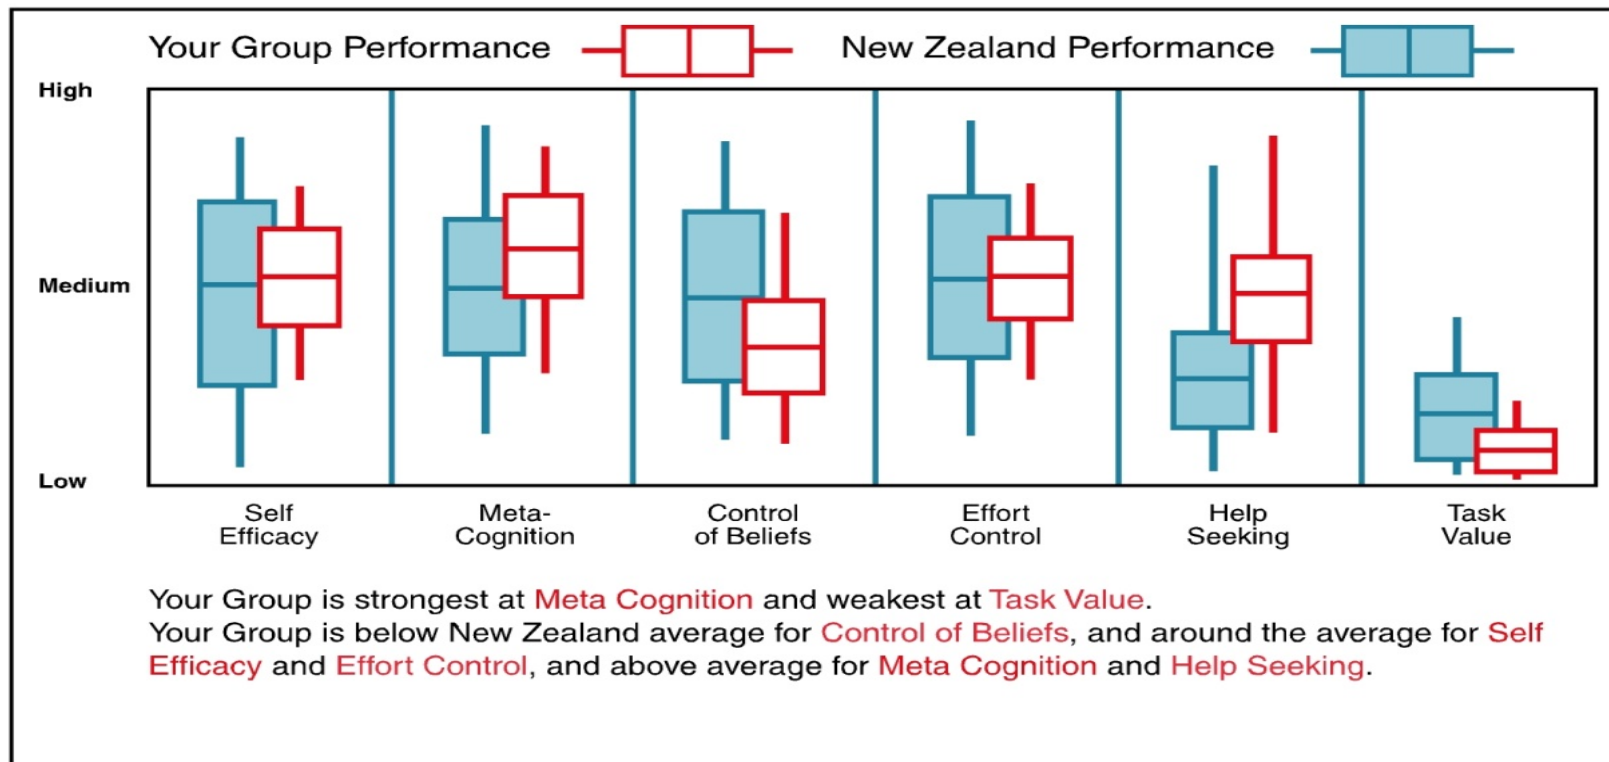 Your Group Performance New Zealand Performance
High
Medium
Low
Self Efficacy
Meta-Cognition
Control of Beliefs
Effort Control
Help Seeking
Task Value
Your Group is strongest at Meta Cognition and weakest at Task Value.
Your Group is below New Zealand average for Control of Beliefs, and around the average for Self
Efficacy and Effort Control, and above average for Meta Cognition and Help Seeking.